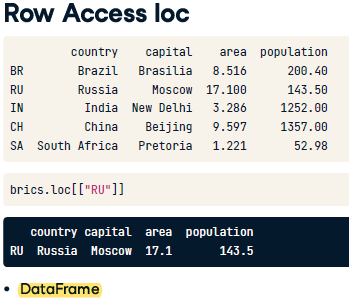 Row Access loc
country capital area population
BR Brazil Brasilia 8.516 200.40
RU Russia Moscow 17.100 143.50
IN India New Delhi 3.286 1252.00
CH China Beijing 9.597 1357.00
SA South Africa Pretoria 1.221 52.98
brics.loc[["RU"]]
country capital area population
RU Russia Moscow 17.1 143.5
• DataFrame